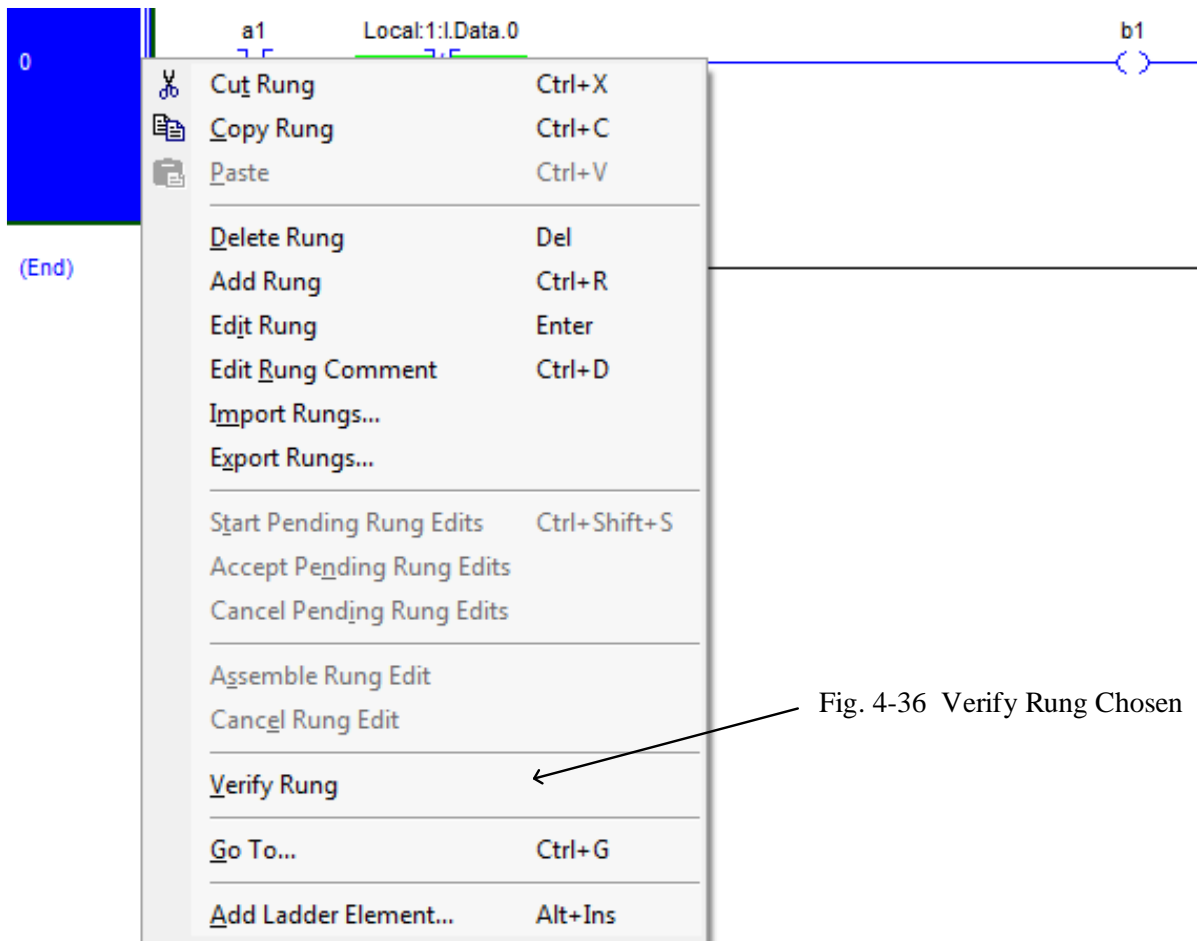 a1 Local:1:I.Data.0 b1
0
Cut Rung Ctrl+X
Copy Rung Ctrl+C
Paste Ctrl+V
Delete Rung Del
(End)
Add Rung Ctrl+R
Edit Rung Enter
Edit Rung Comment Ctrl+D
Import Rungs...
Export Rungs...
Start Pending Rung Edits Ctrl+Shift+S
Accept Pending Rung Edits
Cancel Pending Rung Edits
Assemble Rung Edit
Cancel Rung Edit
Fig. 4-36 Verify Rung Chosen
Verify Rung
Go To... Ctrl+G
Add Ladder Element... Alt+Ins